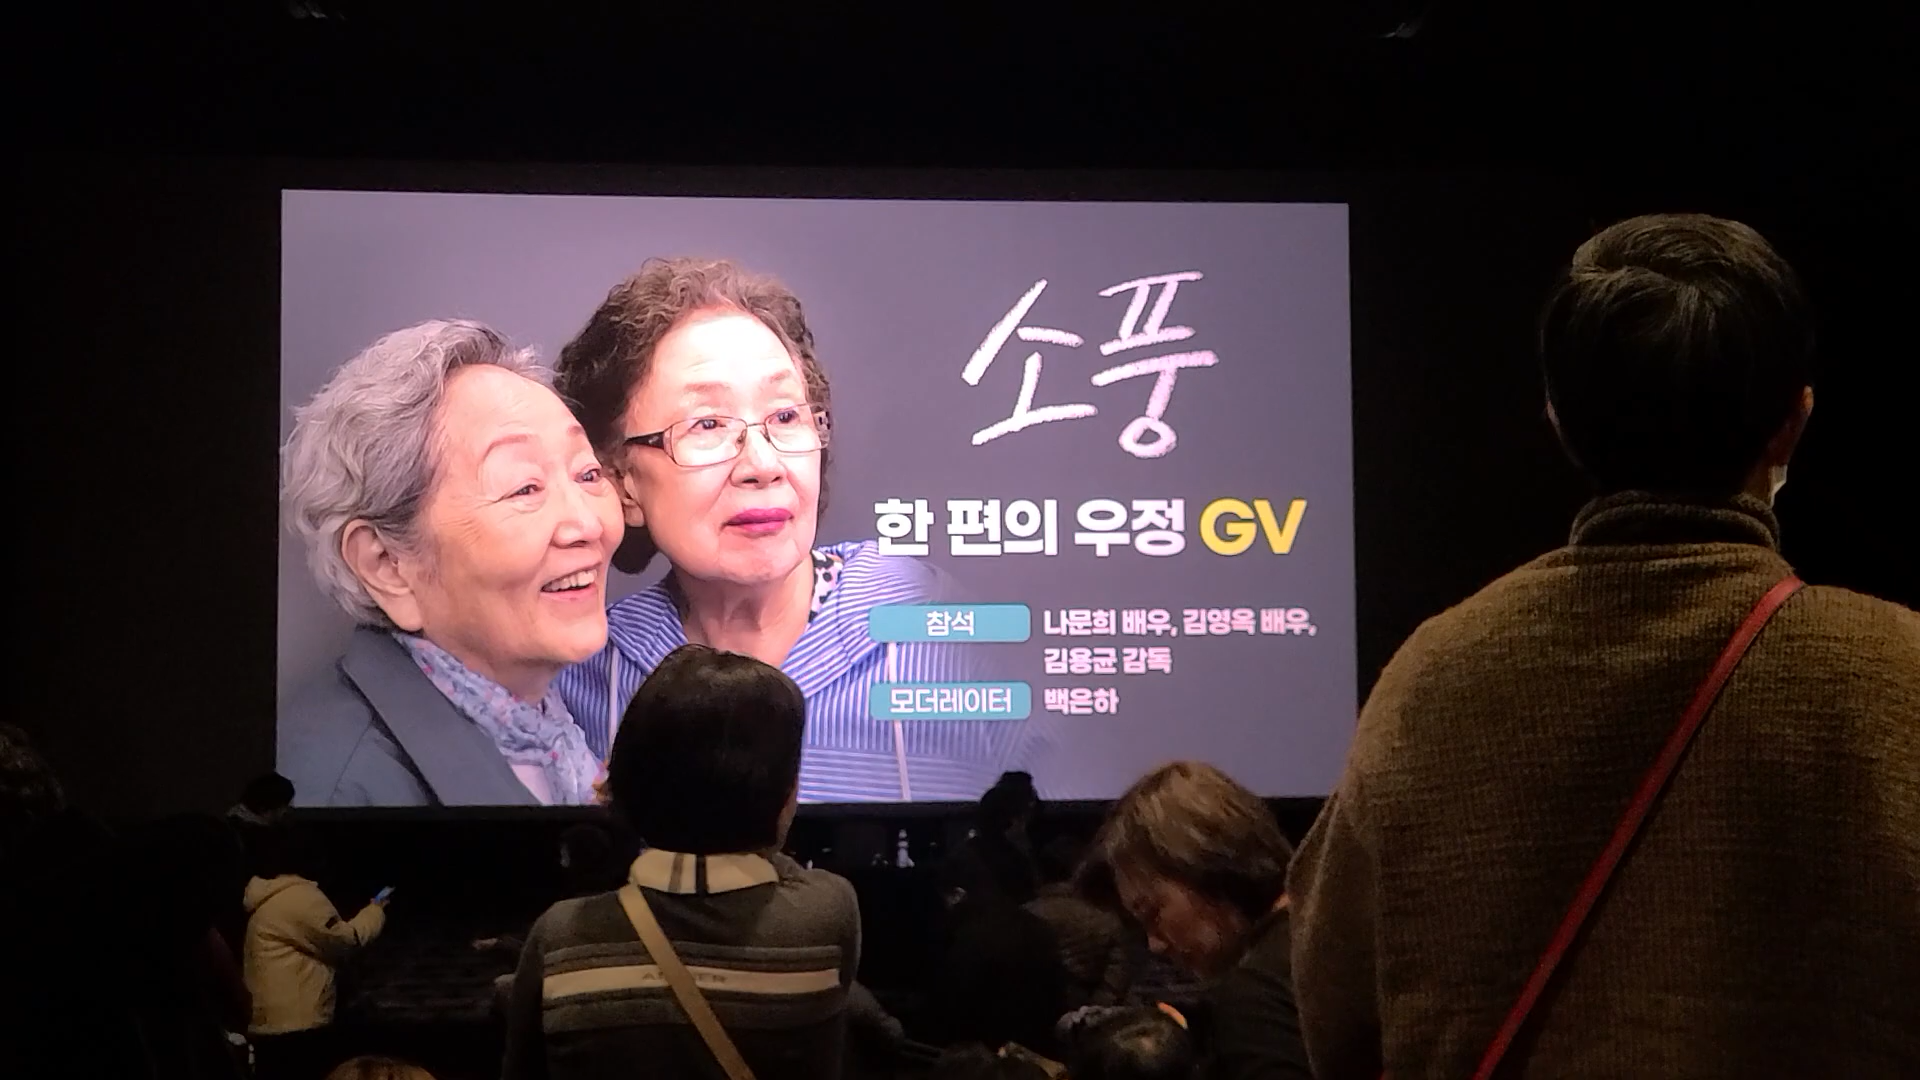 소풍
한 편의 우정 GV
참석 나문희 배우, 김영옥 배우,
김용균 감독
모더레이터 백은하